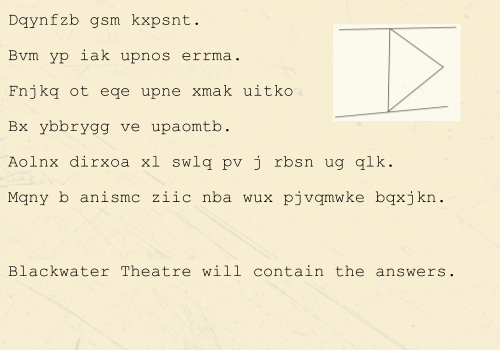 Dqynfzb gsm kxpsnt.
Bvm yp iak upnos errma.
Fnjkq ot eqe upne xmak uitko
Bx ybbrygg ve upaomtb.
Aolnx dirxoa xl swlq pv j rbsn ug qlk.
Mqny b anismc ziic nba wux pjvqmwke bqxjkn.
Blackwater Theatre will contain the answers.